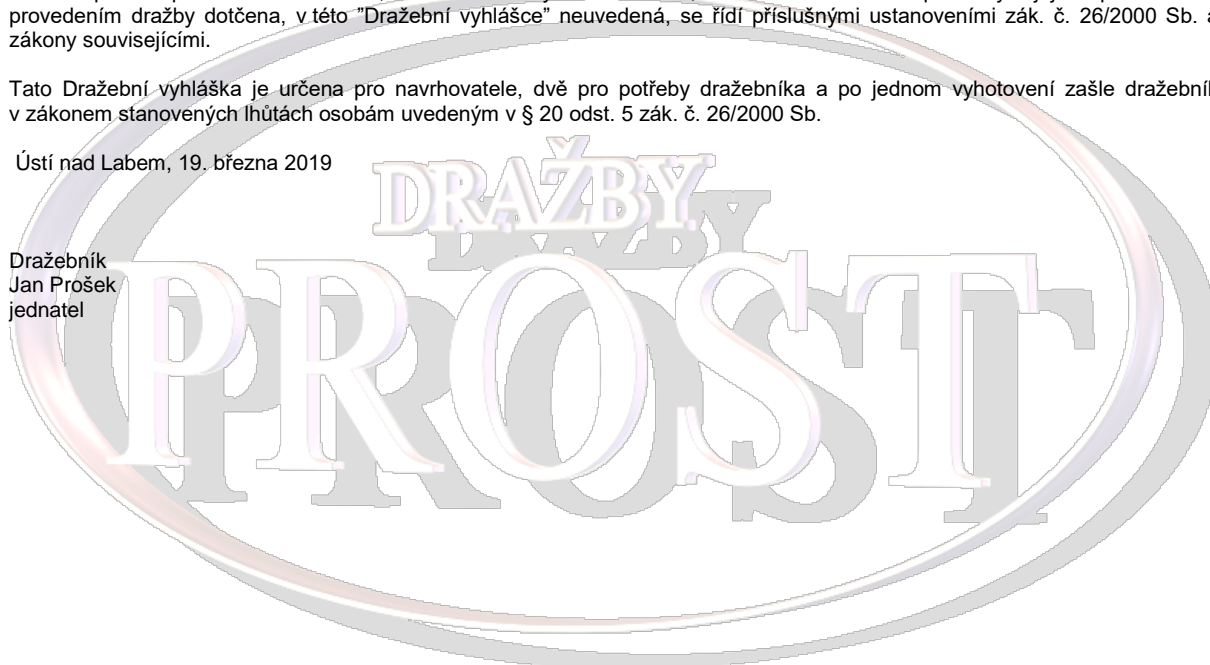 provedením dražby dotčena, v této ”Dražební vyhlášce” neuvedená, se řídí příslušnými ustanoveními zák. č. 26/2000 Sb. a
zákony souvisejícími.
Tato Dražební vyhláška je určena pro navrhovatele, dvě pro potřeby dražebníka a po jednom vyhotovení zašle dražebník
v zákonem stanovených lhůtách osobám uvedeným v § 20 odst. 5 zák. č. 26/2000 Sb.
Ústí nad Labem, 19. března 2019
DRAŽBY
PROST
Dražebník
Jan Prošek
jednatel